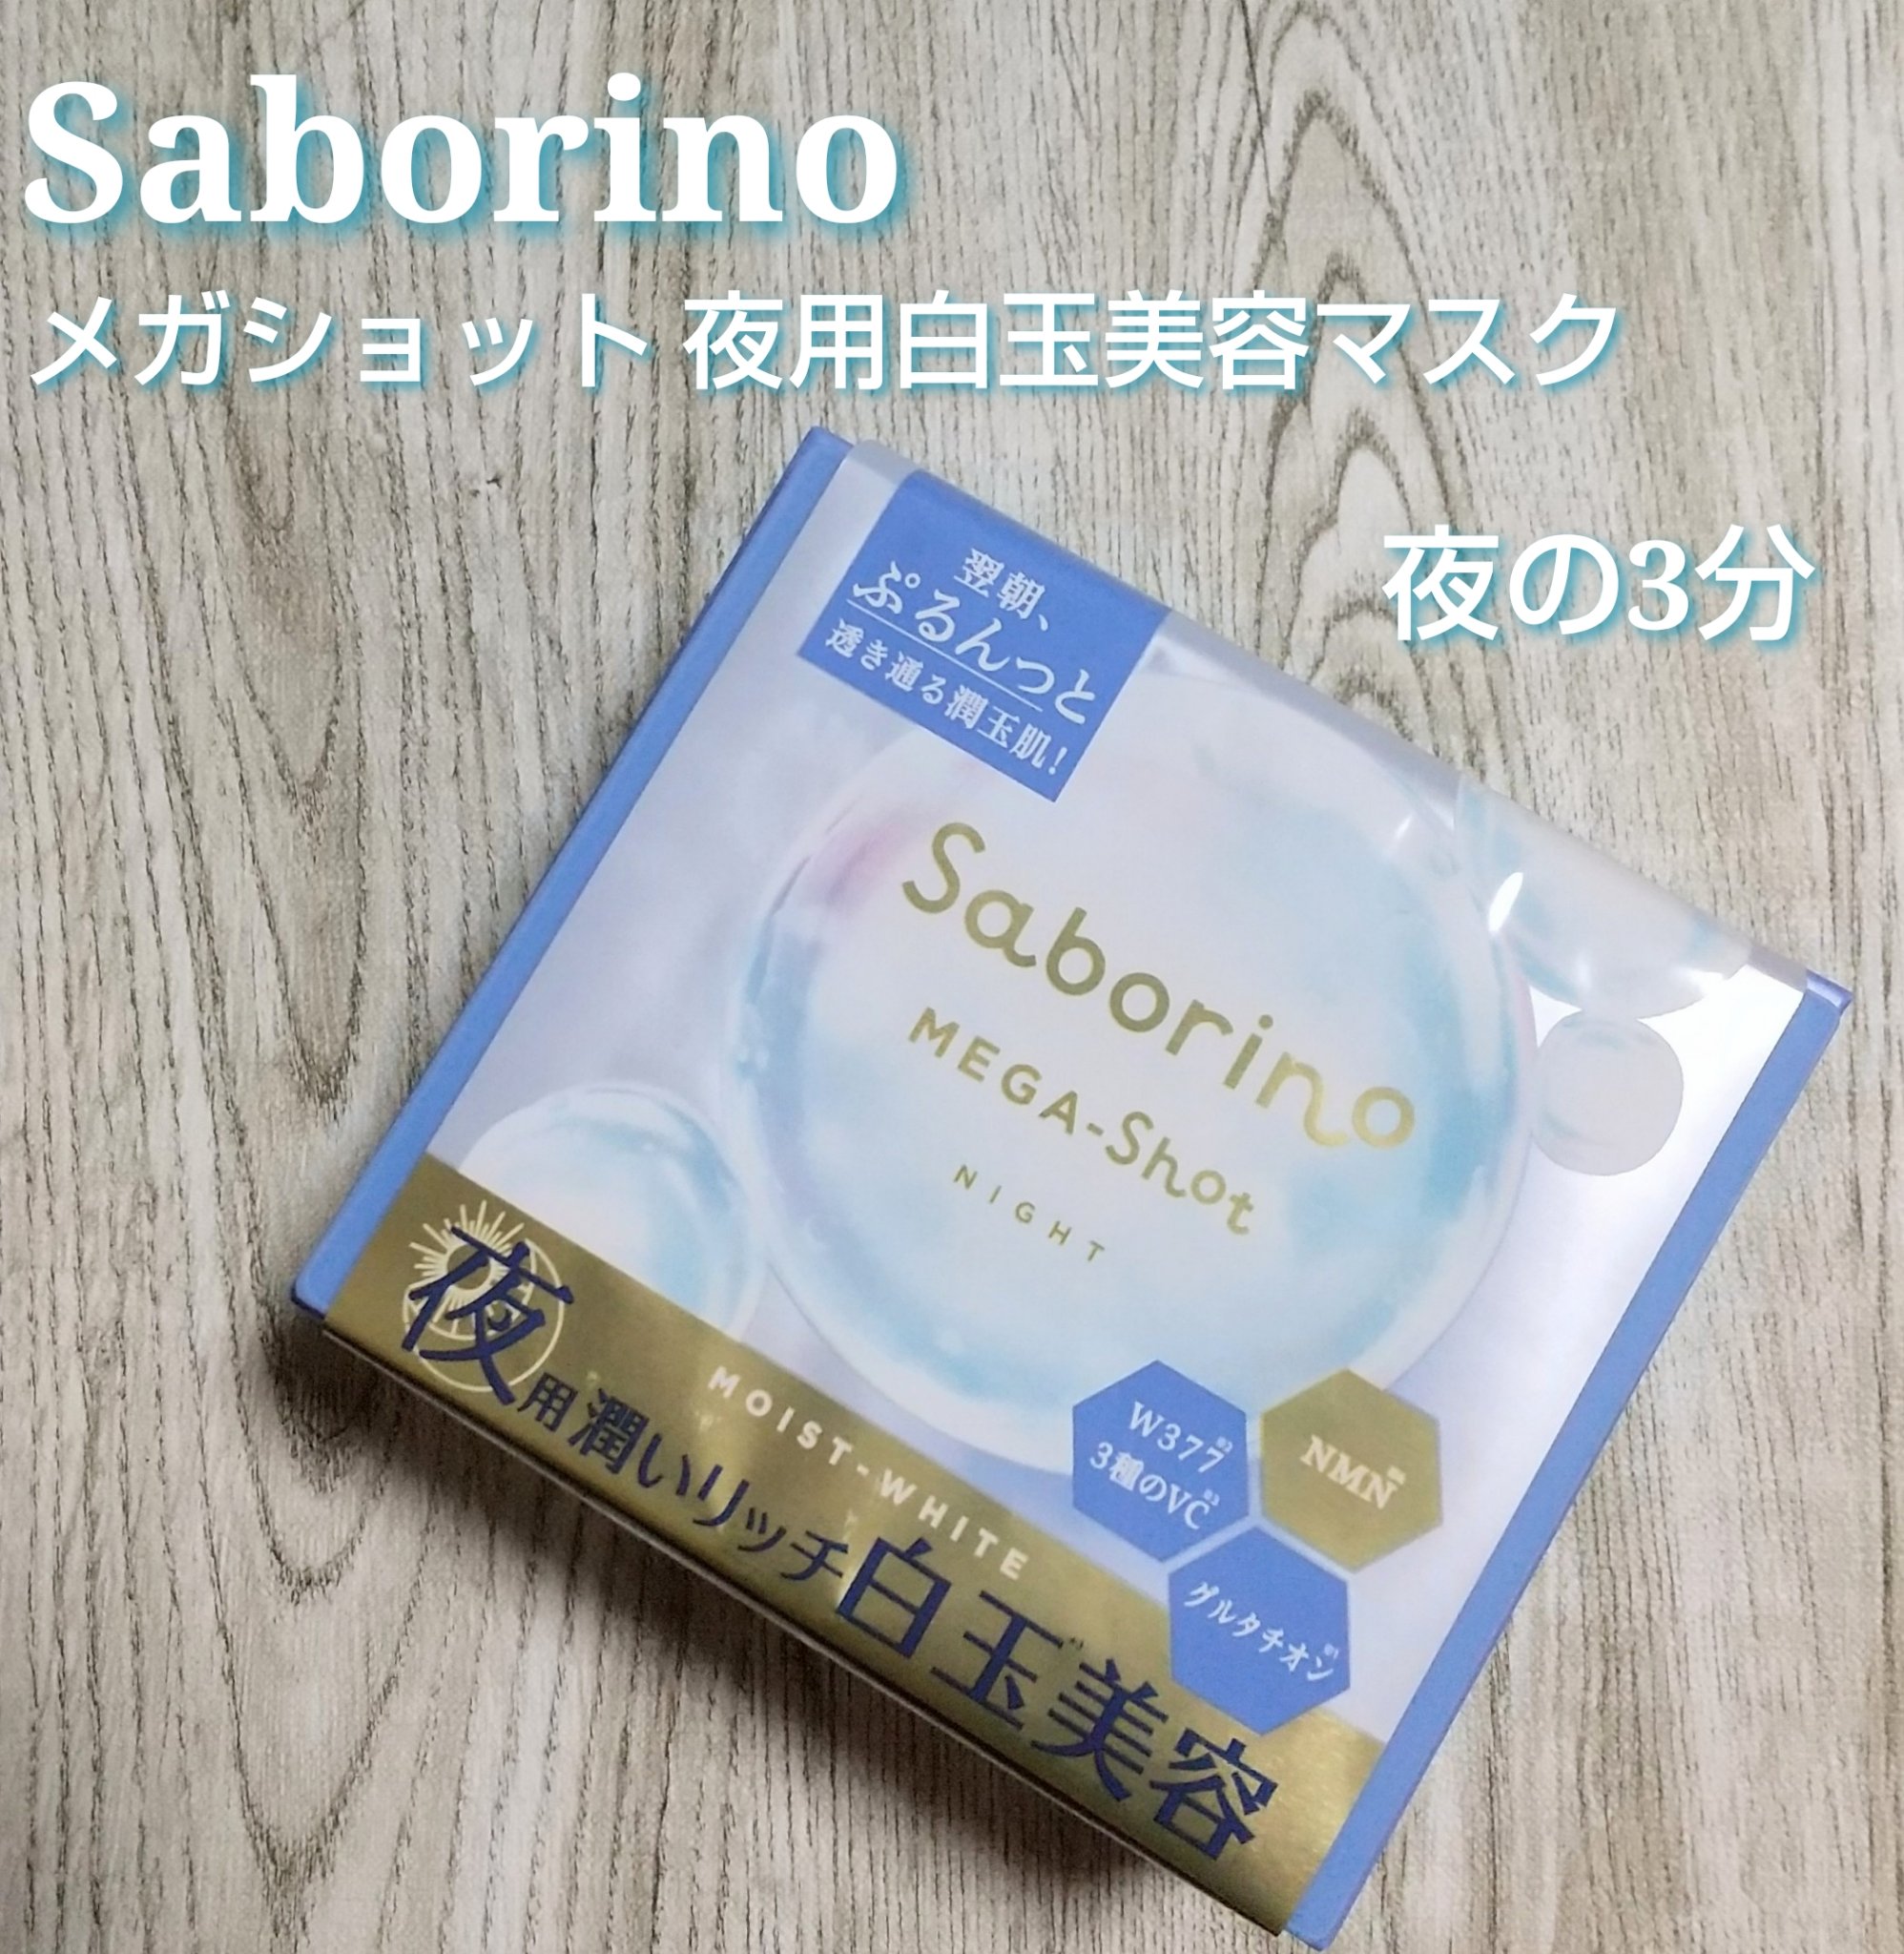 Saborino
メガショット 夜用白玉美容マスク
夜の3分
翌朝、
ぷるんっと
透き通る潤玉肌!
Saborino
MEGA-Shot
NIGHT
W377※2
3種のVC※3
NMN
グルタチオン
MOIST-WHITE
夜用潤いリッチ白玉美容